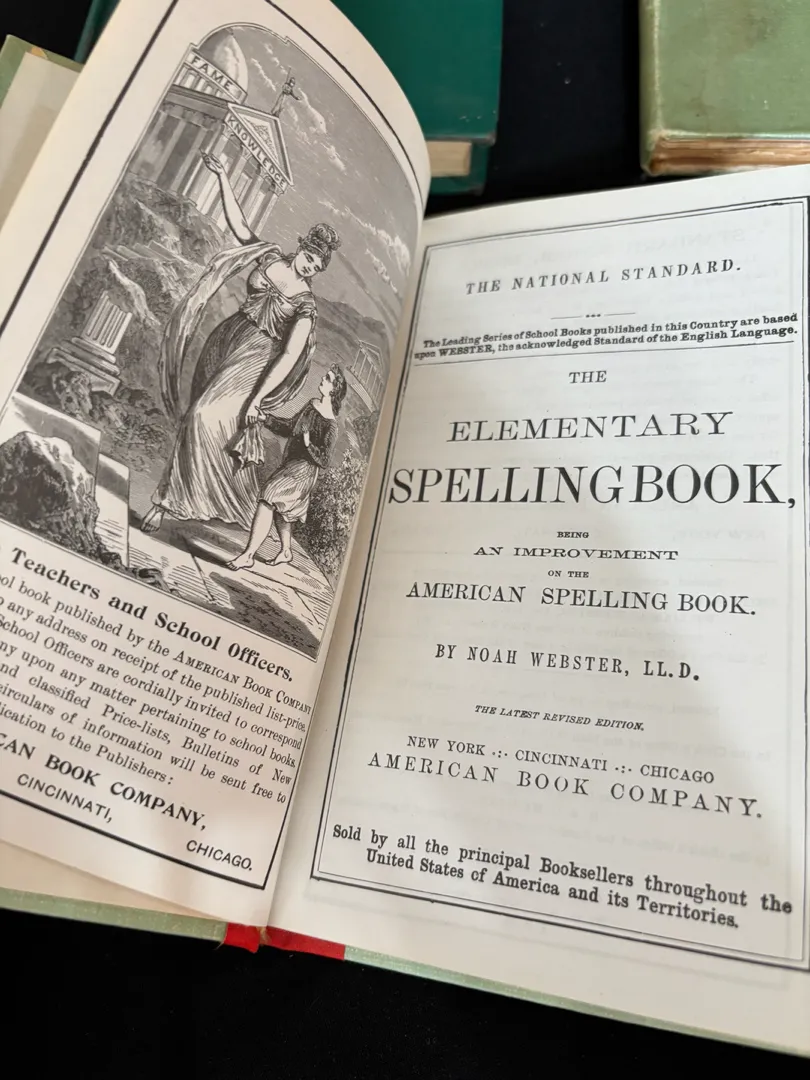 FAME
KNOWLEDGE
Teachers and School Officers.
ool book published by the AMERICAN BOOK COMPANY
any address on receipt of the published list-price.
School Officers are cordially invited to correspond
ny upon any matter pertaining to school books.
nd classified Price-lists, Bulletins of New
irculars of information will be sent free to
lication to the Publishers:
CAN BOOK COMPANY,
CINCINNATI,
CHICAGO.
THE NATIONAL STANDARD.
The Leading Series of School Books published in this Country are based
upon WEBSTER, the acknowledged Standard of the English Language.
THE
ELEMENTARY
SPELLING BOOK,
BEING
AN IMPROVEMENT
ON THE
AMERICAN SPELLING BOOK.
BY NOAH WEBSTER, LL.D.
THE LATEST REVISED EDITION.
NEW YORK .:. CINCINNATI .:. CHICAGO
AMERICAN BOOK COMPANY.
Sold by all the principal Booksellers throughout the
United States of America and its Territories.